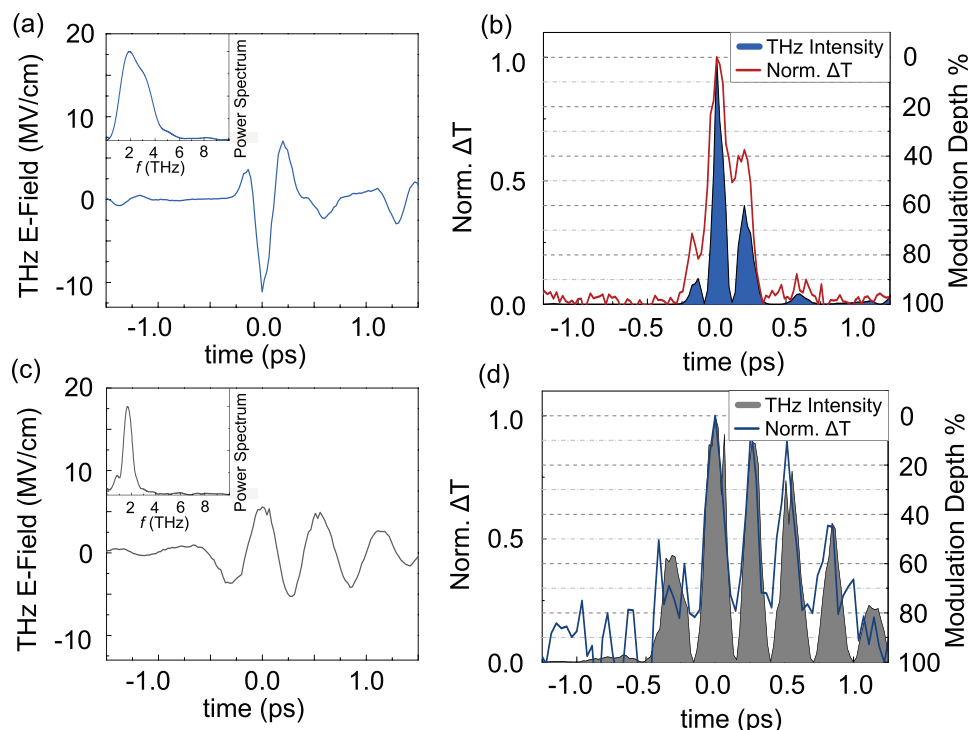 (a)
THz E-Field (MV/cm)
20
10
0
-10
Power Spectrum
2 4 6 8
f (THz)
-1.0 0.0 1.0
time (ps)
(b)
THz Intensity
Norm. ΔT
Norm. ΔT
1.0
0.5
0.0
0
20
40
60
80
100
Modulation Depth %
-1.0 -0.5 0.0 0.5 1.0
time (ps)
(c)
THz E-Field (MV/cm)
20
10
0
-10
Power Spectrum
2 4 6 8
f (THz)
-1.0 0.0 1.0
time (ps)
(d)
THz Intensity
Norm. ΔT
Norm. ΔT
1.0
0.5
0.0
0
20
40
60
80
100
Modulation Depth %
-1.0 -0.5 0.0 0.5 1.0
time (ps)